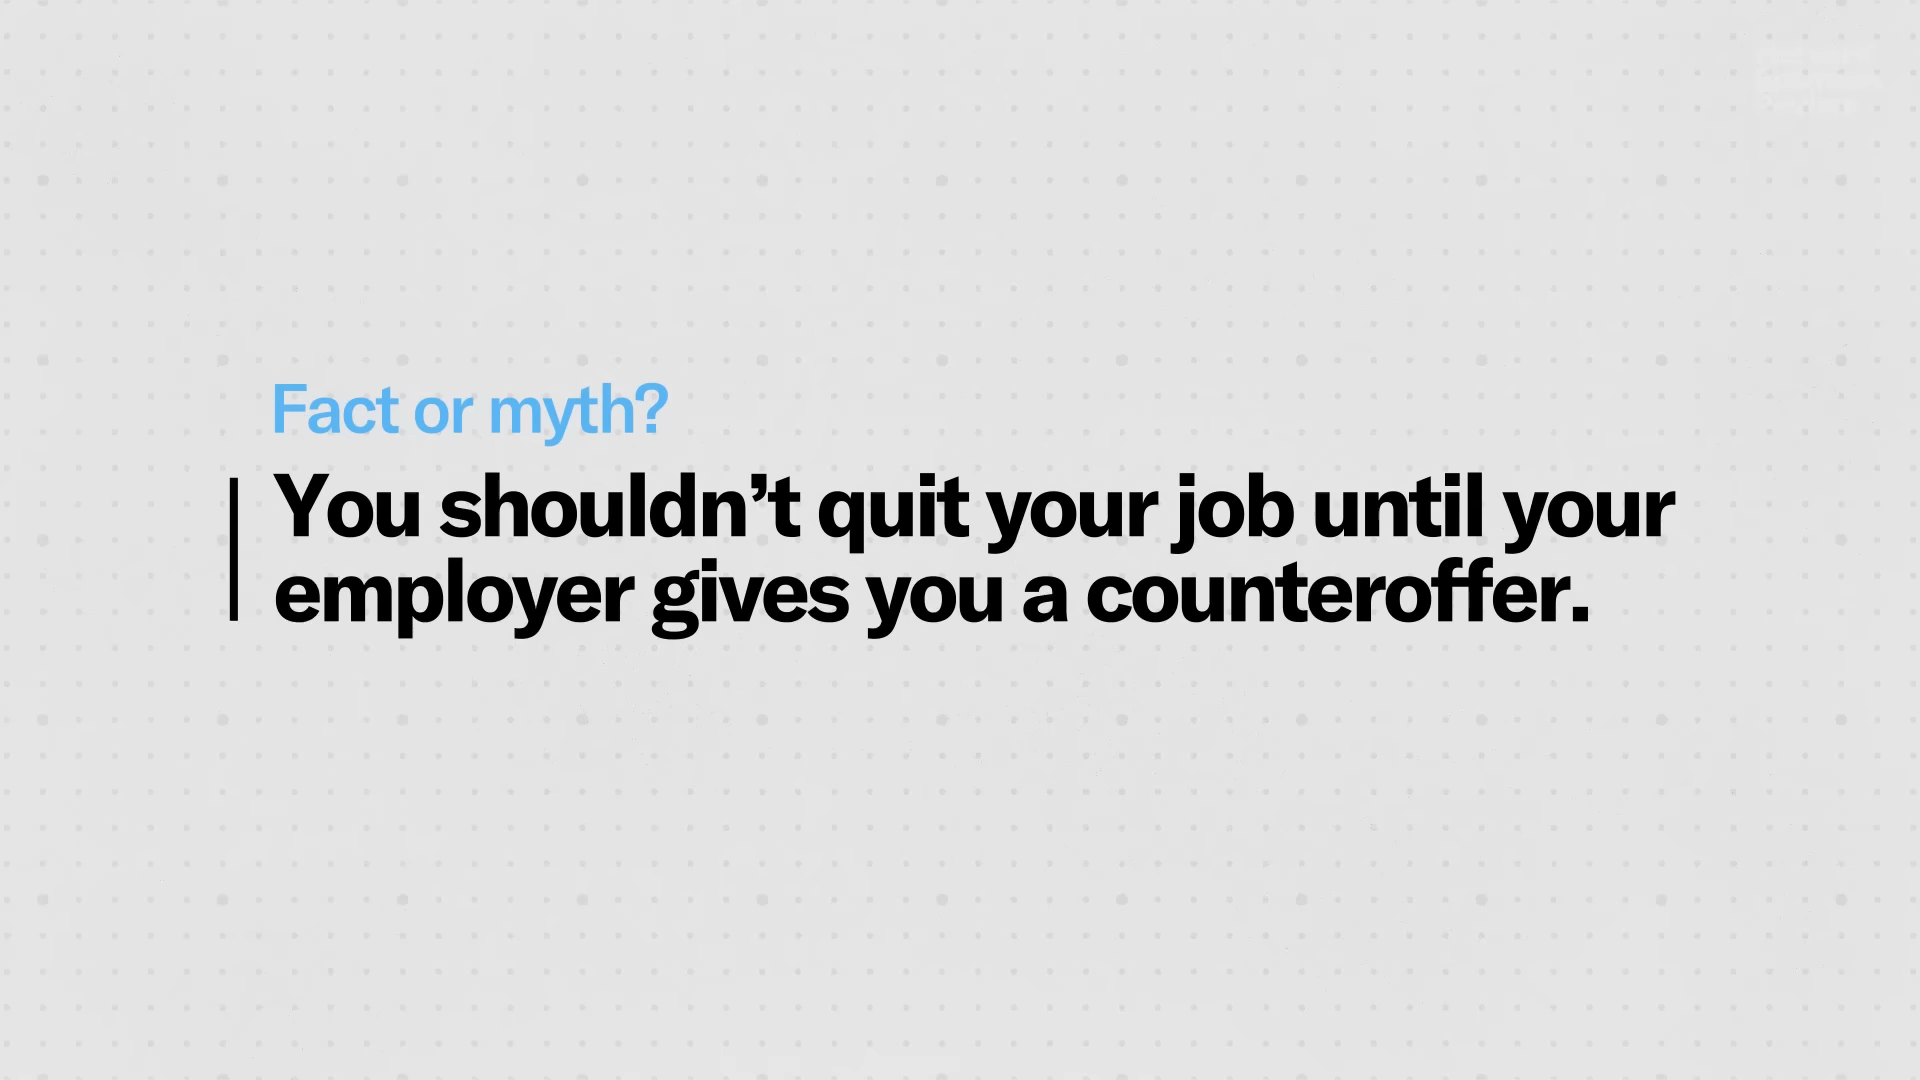 Fact or myth?
You shouldn’t quit your job until your
employer gives you a counteroffer.